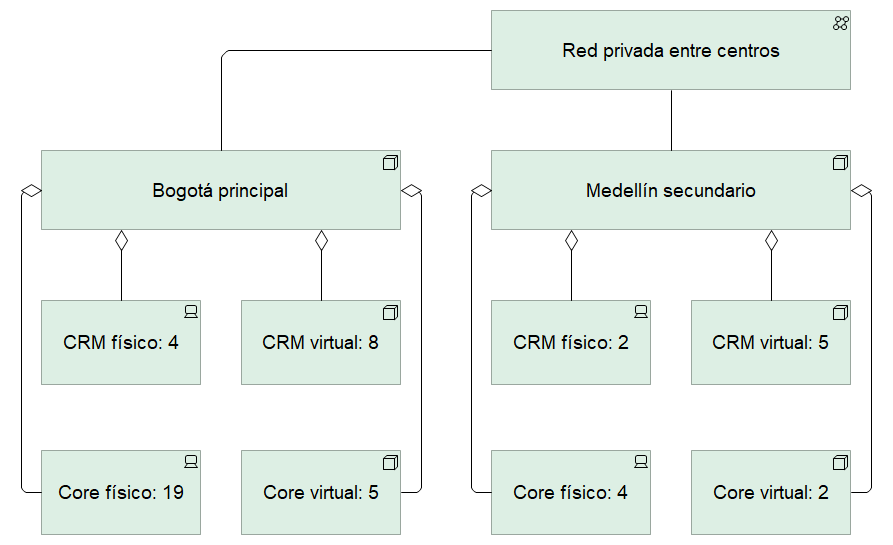 Red privada entre centros
Bogotá principal
Medellín secundario
CRM físico: 4
CRM virtual: 8
CRM físico: 2
CRM virtual: 5
Core físico: 19
Core virtual: 5
Core físico: 4
Core virtual: 2